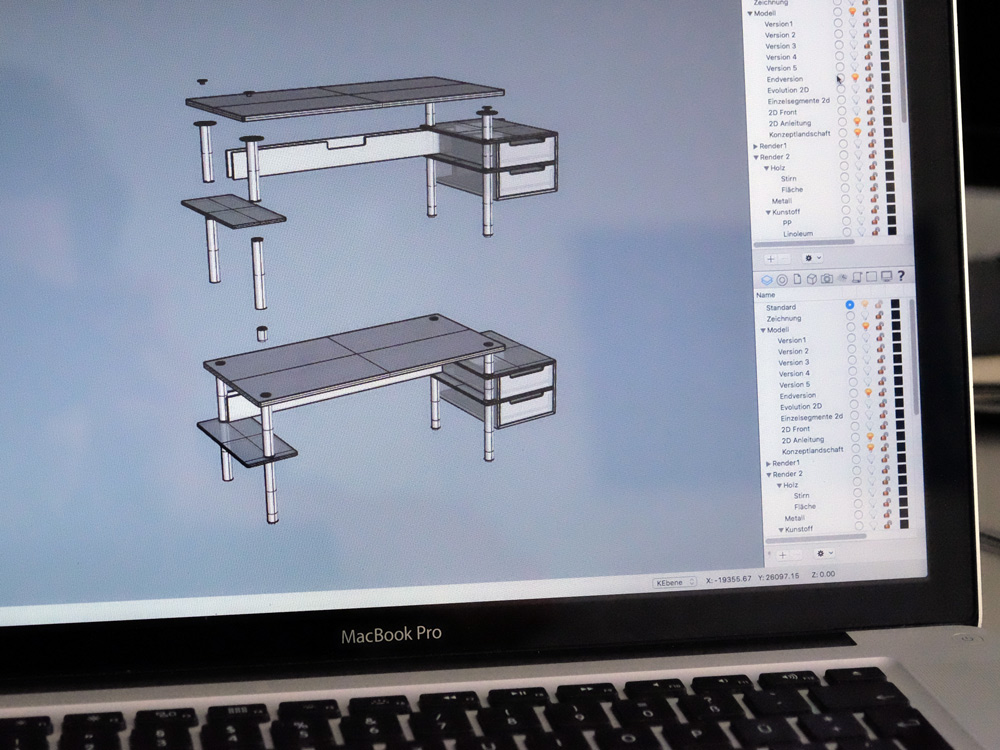 Zeichnung
Modell
Version1
Version 2
Version 3
Version 4
Version 5
Endversion
Evolution 2D
Einzelsegmente 2d
2D Front
2D Anleitung
Konzeptlandschaft
Render1
Render 2
Holz
Stirn
Fläche
Metall
Kunstoff
PP
Linoleum
?
Name
Standard
Zeichnung
Modell
Version1
Version 2
Version 3
Version 4
Version 5
Endversion
Evolution 2D
Einzelsegmente 2d
2D Front
2D Anleitung
Konzeptlandschaft
Render1
Render 2
Holz
Stirn
Fläche
Metall
Kunstoff
KEbene X:-19355.67 Y:26097.15 Z: 0.00
MacBook Pro